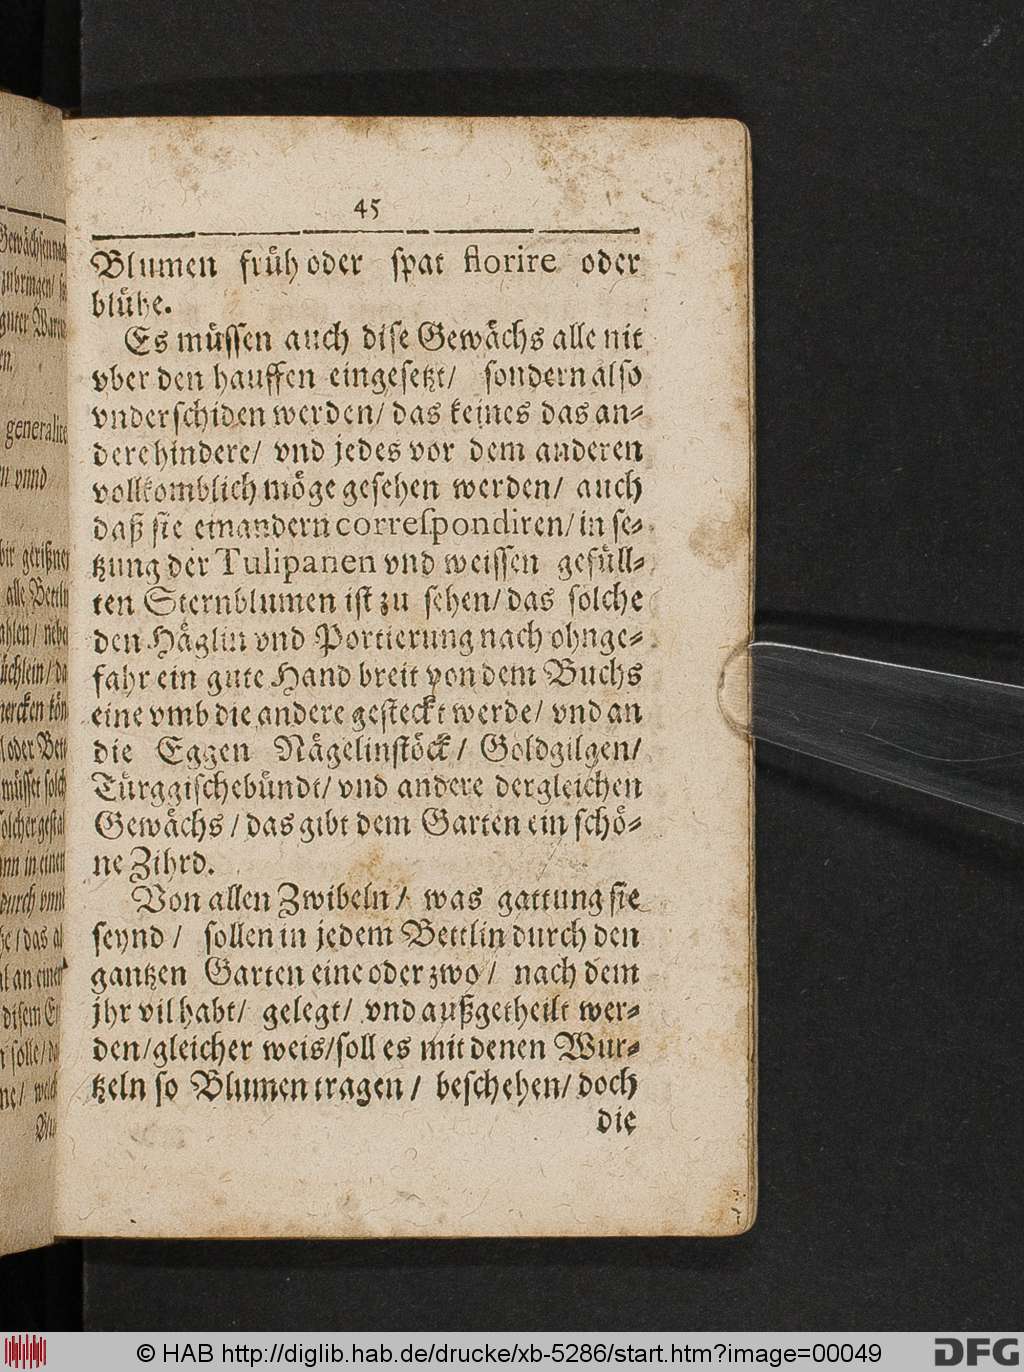 45
Blumen früh oder spat florire oder
blühe.
Es müssen auch dise Gewächs alle nit
vber den hauffen eingesetzt/ sondern also
vnderschiden werden/ das keines das an-
dere hindere/ vnd jedes vor dem anderen
vollkomblich möge gesehen werden/ auch
daß sie einandern correspondiren/ in se-
tzung der Tulipanen vnd weissen gefüll-
ten Sternblumen ist zu sehen/ das solche
den Häglin vnd Portierung nach ohnge-
fahr ein gute Hand breit von dem Buchs
eine vmb die andere gesteckt werde/ vnd an
die Eggen Nägelinstöck/ Goldgilgen/
Türggischebündt/ vnd andere dergleichen
Gewächs/ das gibt dem Garten ein schö-
ne Zihrd.
Von allen Zwibeln/ was gattung sie
seynd/ sollen in jedem Bettlin durch den
gantzen Garten eine oder zwo/ nach dem
jhr vil habt/ gelegt/ vnd außgetheilt wer-
den/ gleicher weis/ soll es mit denen Wur-
tzeln so Blumen tragen/ beschehen/ doch
die
© HAB http://diglib.hab.de/drucke/xb-5286/start.htm?image=00049
DFG